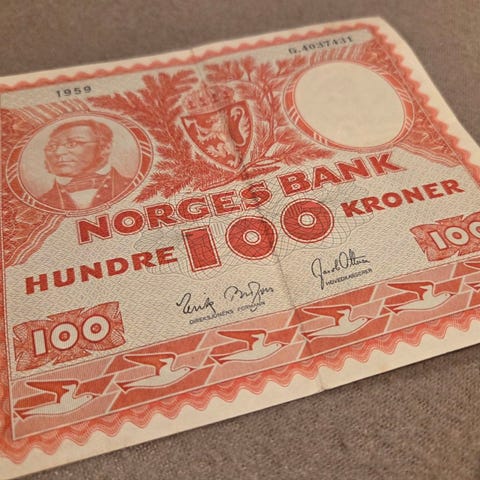 1959
G.4037431
NORGES BANK
HUNDRE 100 KRONER
DIREKSJONENS FORMANN
HOVEDKASSERER
100
100